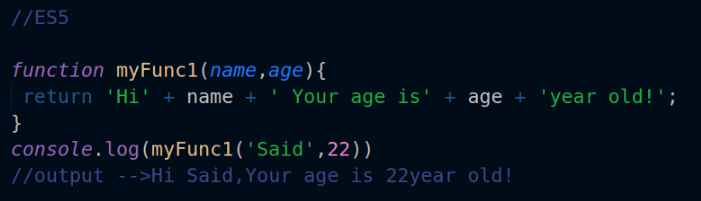 //ES5
function myFunc1(name,age){
return 'Hi' + name + ' Your age is' + age + 'year old!';
}
console.log(myFunc1('Said',22))
//output -->Hi Said,Your age is 22year old!